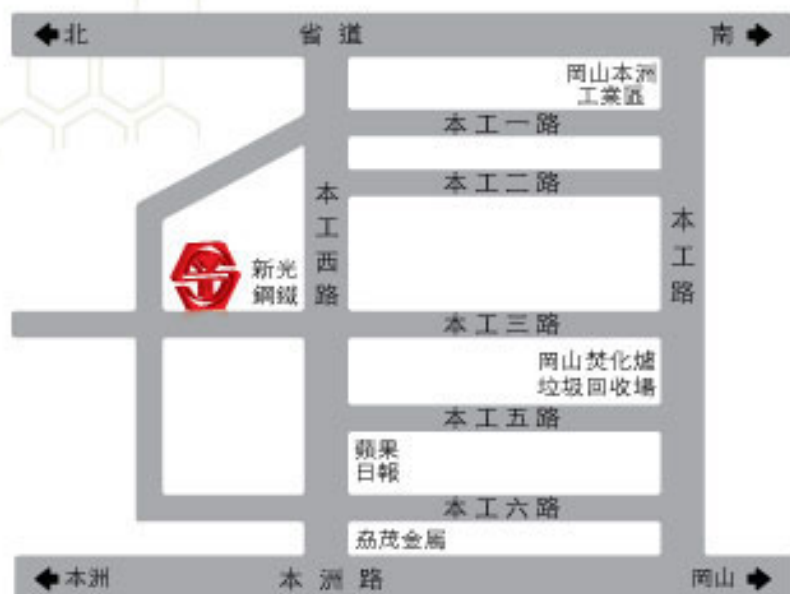 北 省道 南
岡山本洲
工業區
本工一路
本工二路
本工西路
本工路
新光
鋼鐵
本工三路
岡山焚化爐
垃圾回收場
本工五路
蘋果
日報
本工六路
劦茂金属
本洲 本洲路 岡山